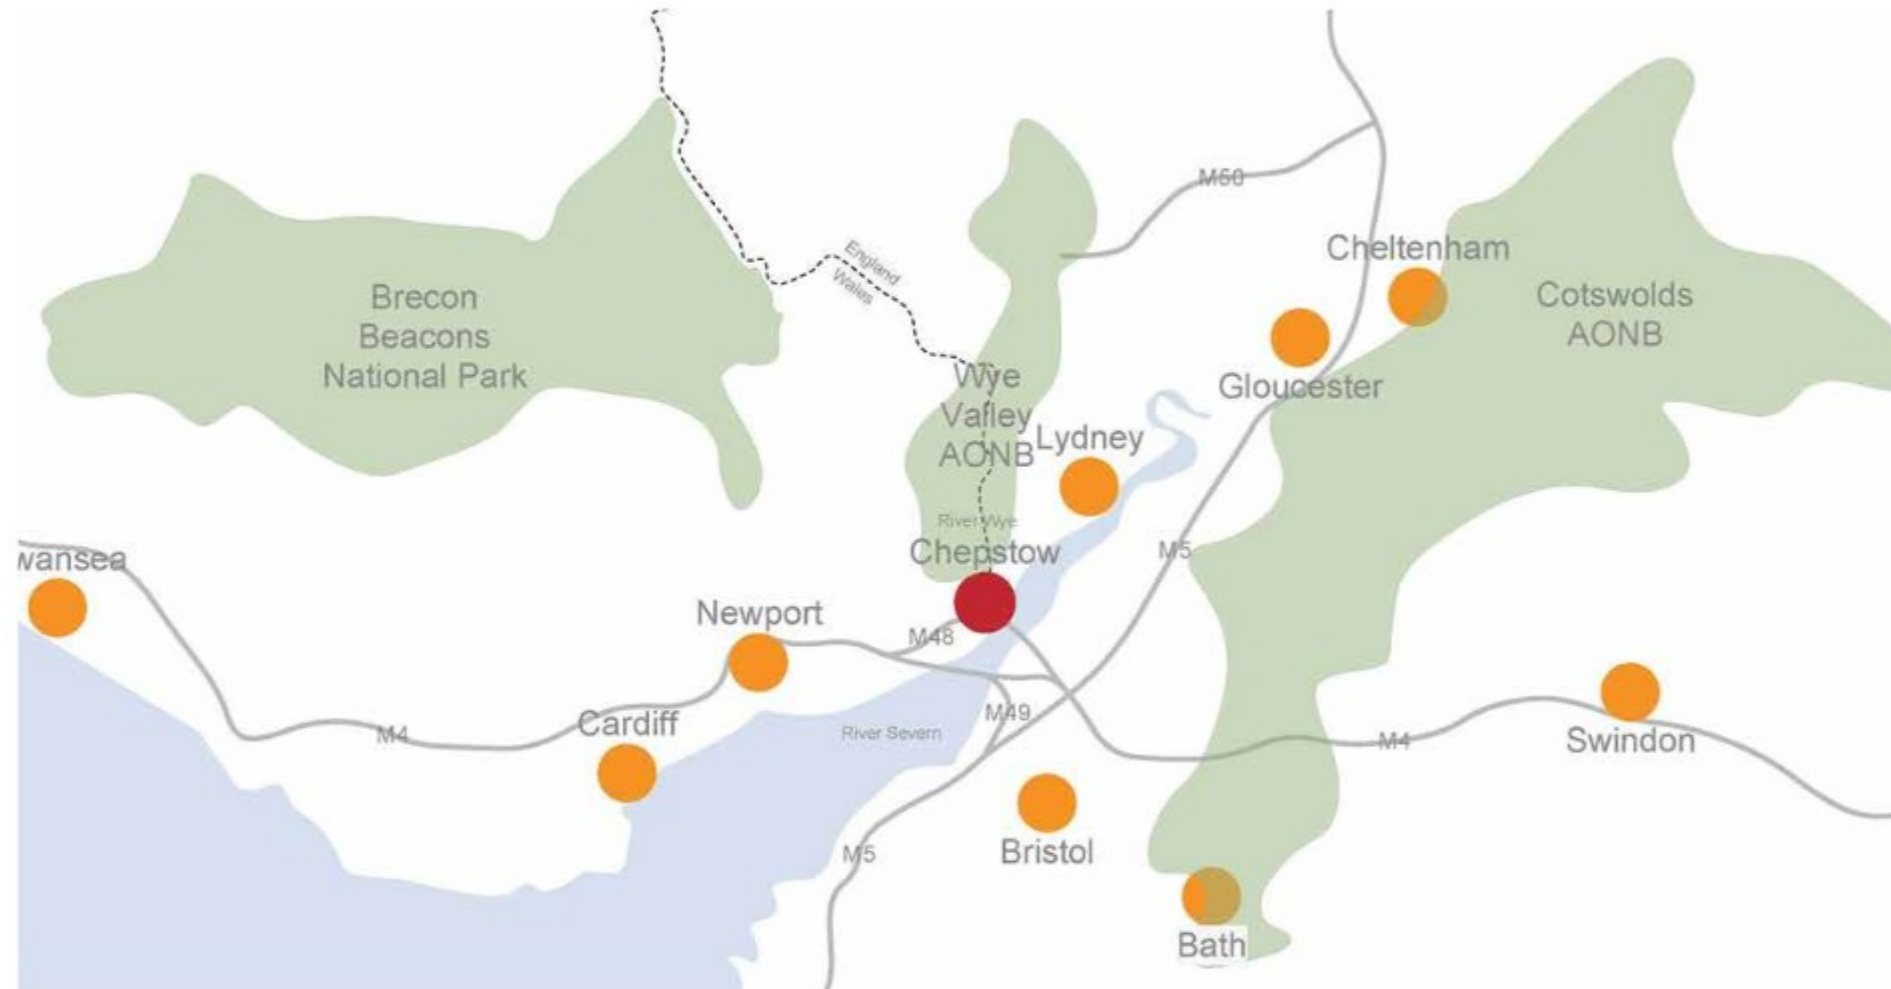 M50
England
Wales
Cheltenham
Brecon
Beacons
National Park
Cotswolds
AONB
Gloucester
Wye
Valley
AONB
Lydney
River Wye
Chepstow
M5
wansea
Newport
M48
M49
Cardiff
M4
River Severn
M4
Swindon
M5
Bristol
Bath